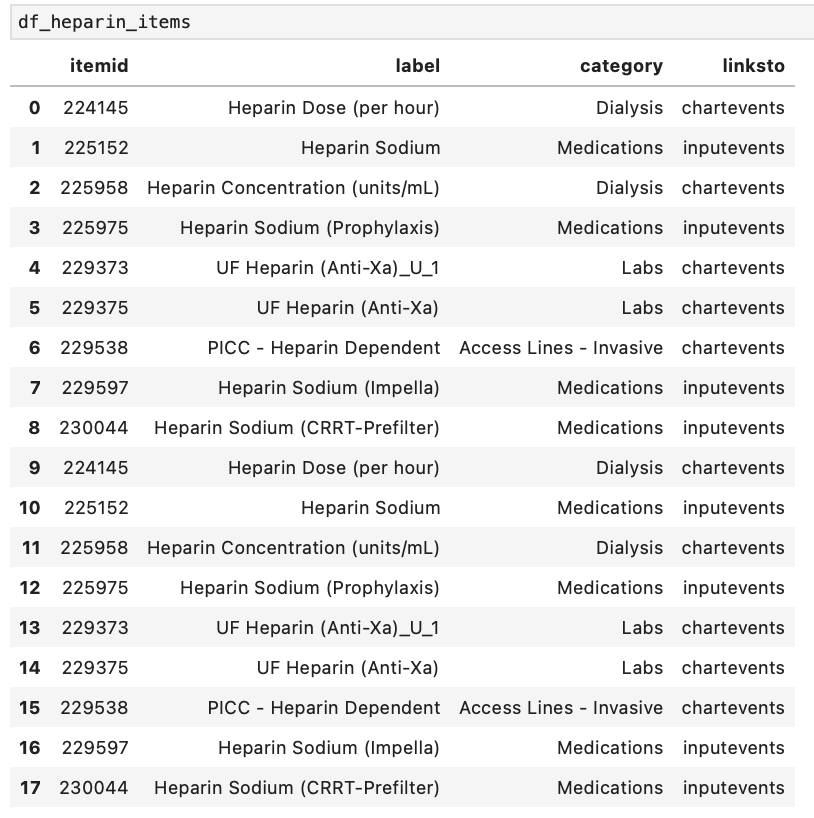 df_heparin_items
itemid label category linksto
0 224145 Heparin Dose (per hour) Dialysis chartevents
1 225152 Heparin Sodium Medications inputevents
2 225958 Heparin Concentration (units/mL) Dialysis chartevents
3 225975 Heparin Sodium (Prophylaxis) Medications inputevents
4 229373 UF Heparin (Anti-Xa)_U_1 Labs chartevents
5 229375 UF Heparin (Anti-Xa) Labs chartevents
6 229538 PICC - Heparin Dependent Access Lines - Invasive chartevents
7 229597 Heparin Sodium (Impella) Medications inputevents
8 230044 Heparin Sodium (CRRT-Prefilter) Medications inputevents
9 224145 Heparin Dose (per hour) Dialysis chartevents
10 225152 Heparin Sodium Medications inputevents
11 225958 Heparin Concentration (units/mL) Dialysis chartevents
12 225975 Heparin Sodium (Prophylaxis) Medications inputevents
13 229373 UF Heparin (Anti-Xa)_U_1 Labs chartevents
14 229375 UF Heparin (Anti-Xa) Labs chartevents
15 229538 PICC - Heparin Dependent Access Lines - Invasive chartevents
16 229597 Heparin Sodium (Impella) Medications inputevents
17 230044 Heparin Sodium (CRRT-Prefilter) Medications inputevents